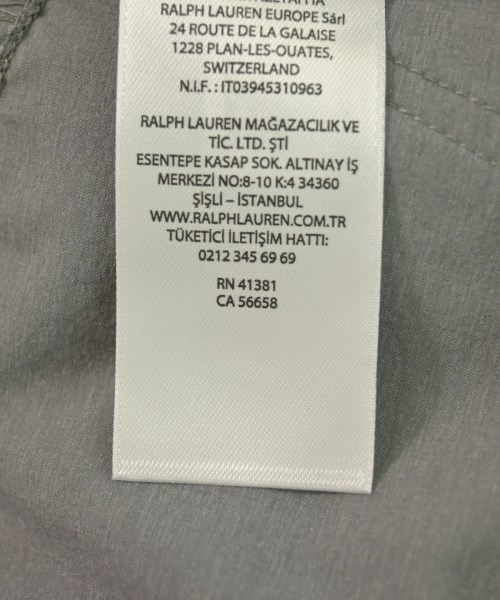 RALPH LAUREN EUROPE Sárl
24 ROUTE DE LA GALAISE
1228 PLAN-LES-OUATES,
SWITZERLAND
N.I.F. : IT03945310963
RALPH LAUREN MAĞAZACILIK VE
TİC. LTD. ŞTİ
ESENTEPE KASAP SOK. ALTINAY İŞ
MERKEZİ NO:8-10 K:4 34360
ŞİŞLİ – İSTANBUL
WWW.RALPHLAUREN.COM.TR
TÜKETİCİ İLETİŞİM HATTI:
0212 345 69 69
RN 41381
CA 56658